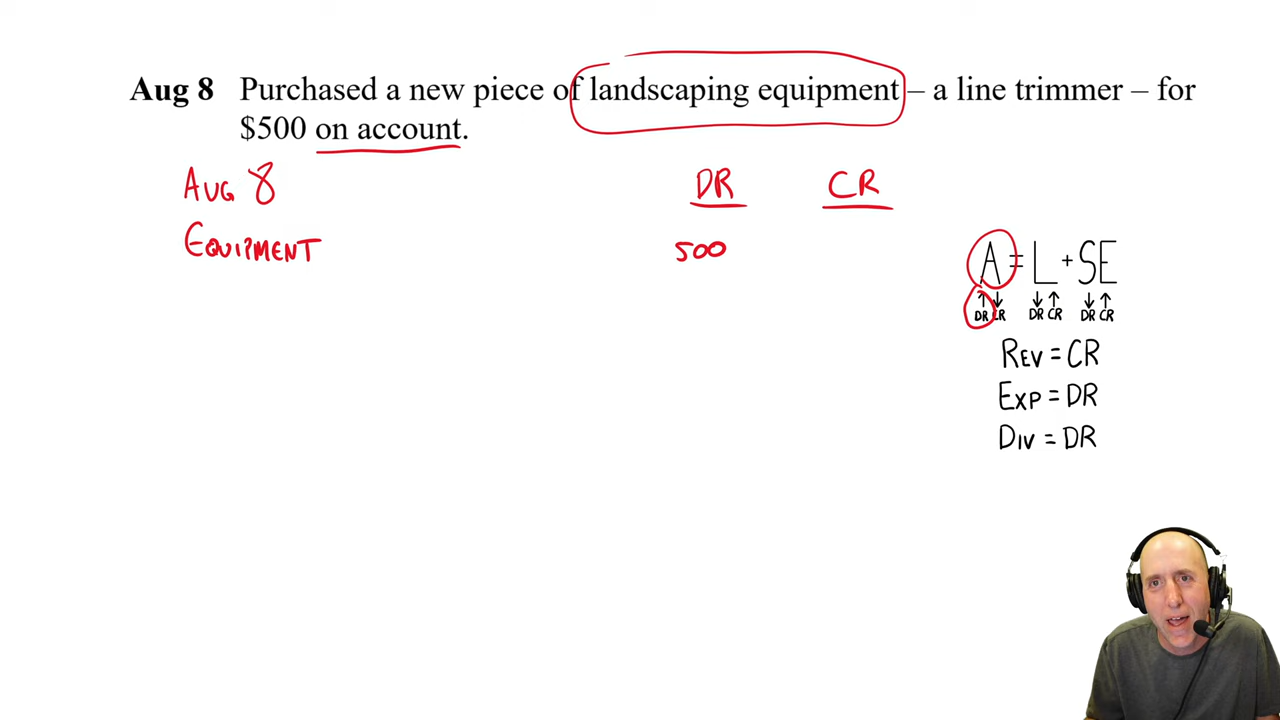 Aug 8 Purchased a new piece of landscaping equipment – a line trimmer – for
$500 on account.
AUG 8 DR CR
EQUIPMENT 500
A = L + SE
↑ ↓ ↓ ↑ ↓ ↑
DR CR DR CR DR CR
REV = CR
EXP = DR
DIV = DR